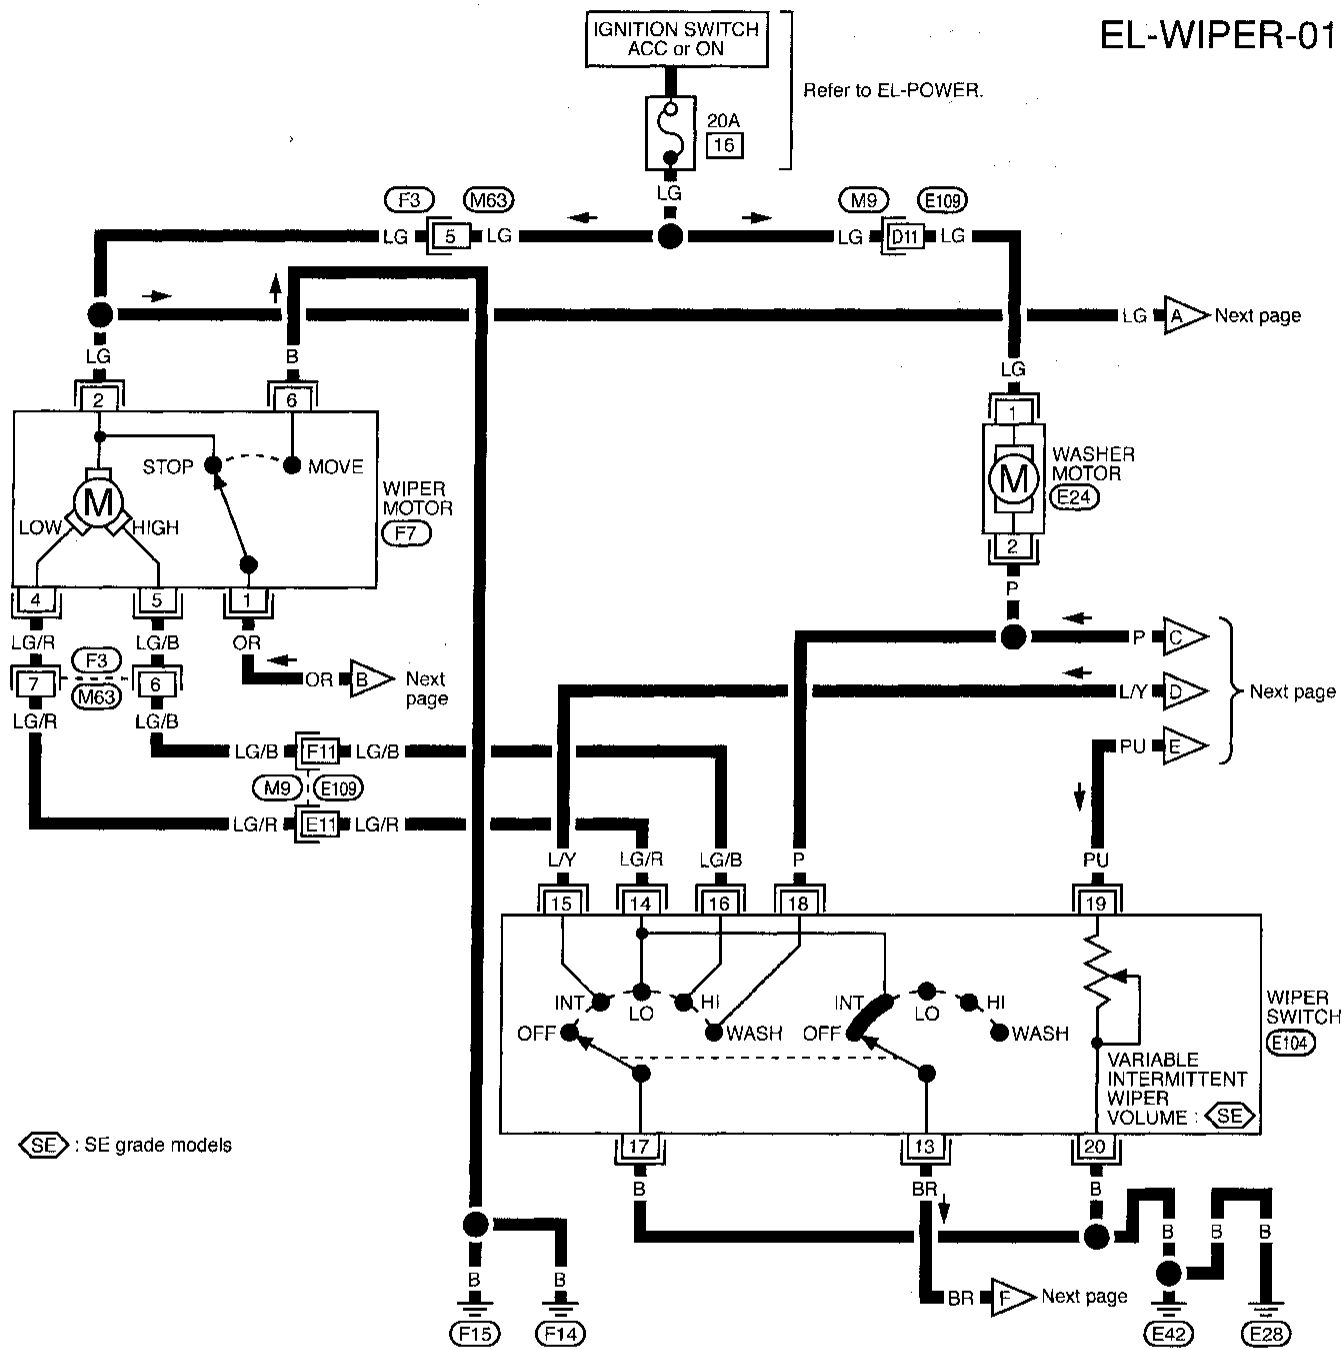 EL-WIPER-01
IGNITION SWITCH
ACC or ON
Refer to EL-POWER.
20A
16
LG
F3
M63
M9
E109
LG
5
LG
LG
D11
LG
LG
A
Next page
LG
B
LG
2
6
1
STOP
MOVE
WIPER
MOTOR
F7
M
LOW
HIGH
WASHER
MOTOR
E24
M
2
4
5
1
P
LG/R
LG/B
OR
F3
P
C
7
6
M63
OR
B
Next
page
L/Y
D
Next page
LG/R
LG/B
PU
E
LG/B
F11
LG/B
M9
E109
LG/R
E11
LG/R
L/Y
LG/R
LG/B
P
PU
15
14
16
18
19
INT
LO
HI
OFF
WASH
INT
LO
HI
OFF
WASH
WIPER
SWITCH
E104
VARIABLE
INTERMITTENT
WIPER
VOLUME :
SE
SE
: SE grade models
17
13
20
B
BR
B
B
B
B
B
B
BR
F
Next page
F15
F14
E42
E28